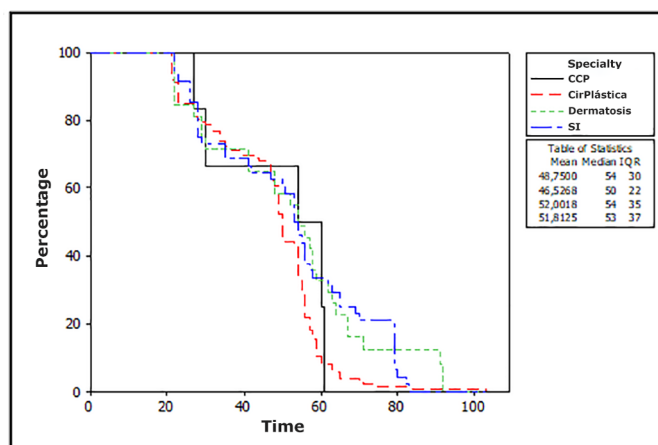 Percentage
100
80
60
40
20
0
0 20 40 60 80 100
Time
Specialty
CCP
CirPlástica
Dermatosis
SI
Table of Statistics
Mean Median IQR
48,7500 54 30
46,5268 50 22
52,0018 54 35
51,8125 53 37